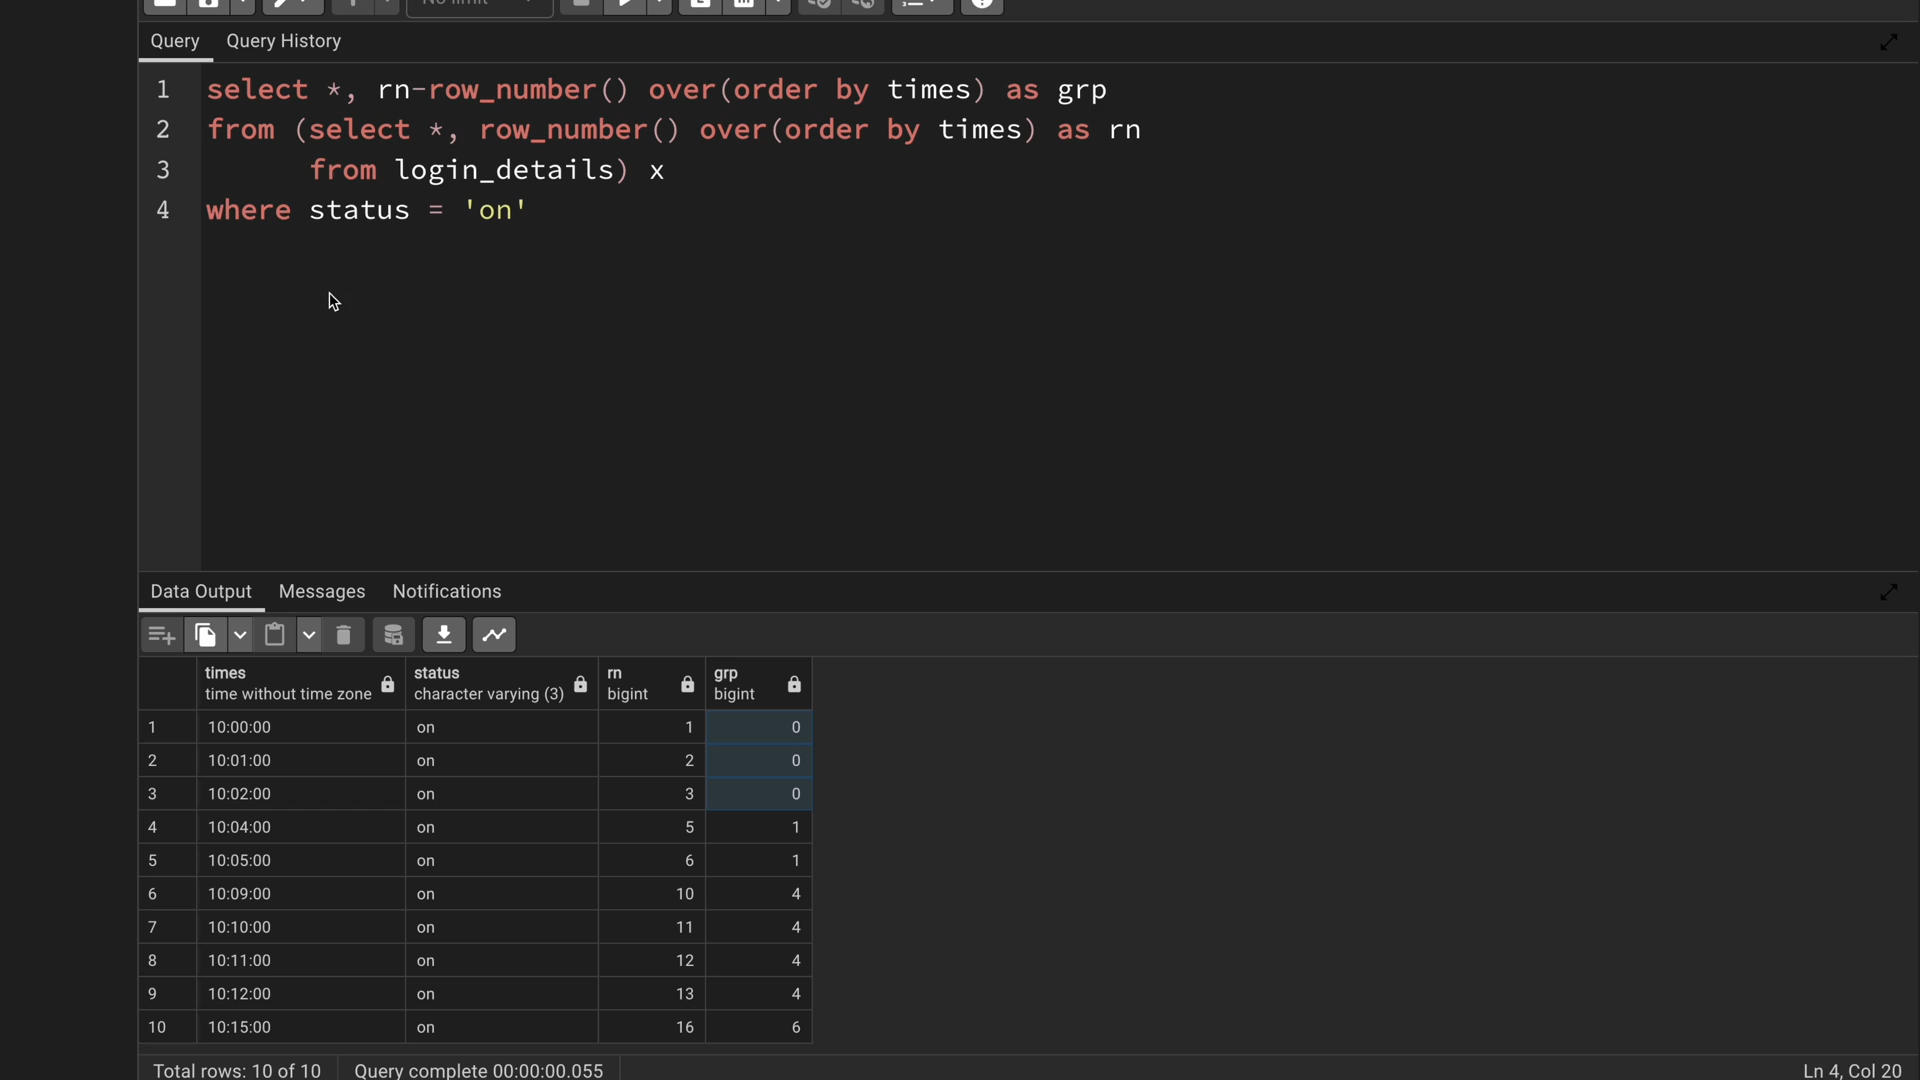 No limit
Query Query History
1 select *, rn-row_number() over(order by times) as grp
2 from (select *, row_number() over(order by times) as rn
3 from login_details) x
4 where status = 'on'
Data Output Messages Notifications
times status rn grp
time without time zone character varying (3) bigint bigint
1 10:00:00 on 1 0
2 10:01:00 on 2 0
3 10:02:00 on 3 0
4 10:04:00 on 5 1
5 10:05:00 on 6 1
6 10:09:00 on 10 4
7 10:10:00 on 11 4
8 10:11:00 on 12 4
9 10:12:00 on 13 4
10 10:15:00 on 16 6
Total rows: 10 of 10 Query complete 00:00:00.055 Ln 4, Col 20